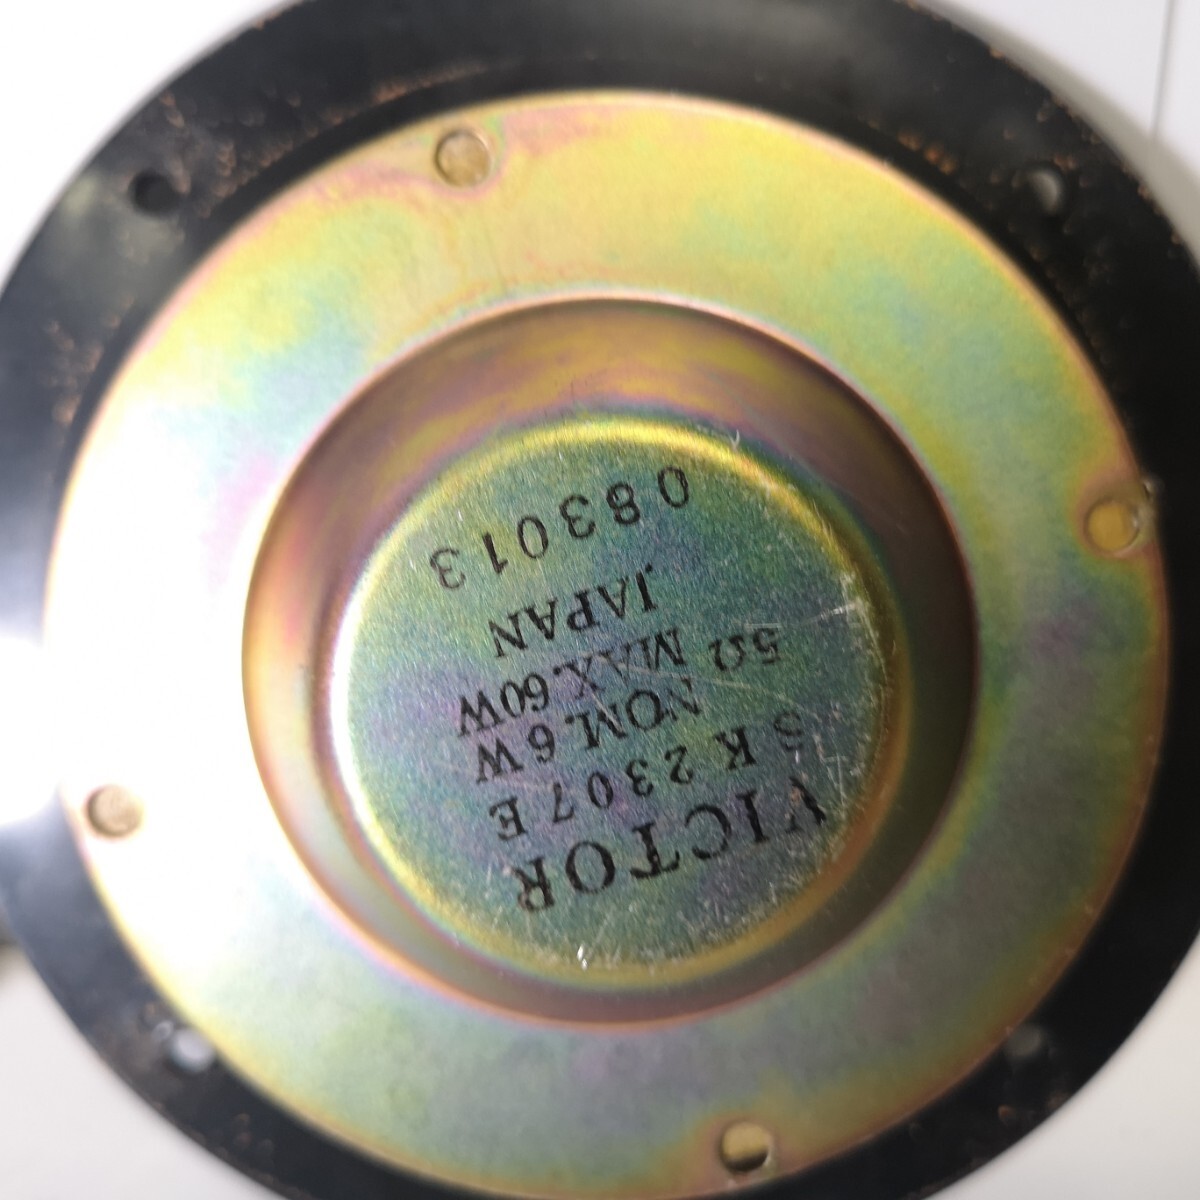 VICTOR
SK2307E
NOM. 6W
MAX. 60W
5Ω
JAPAN
083013